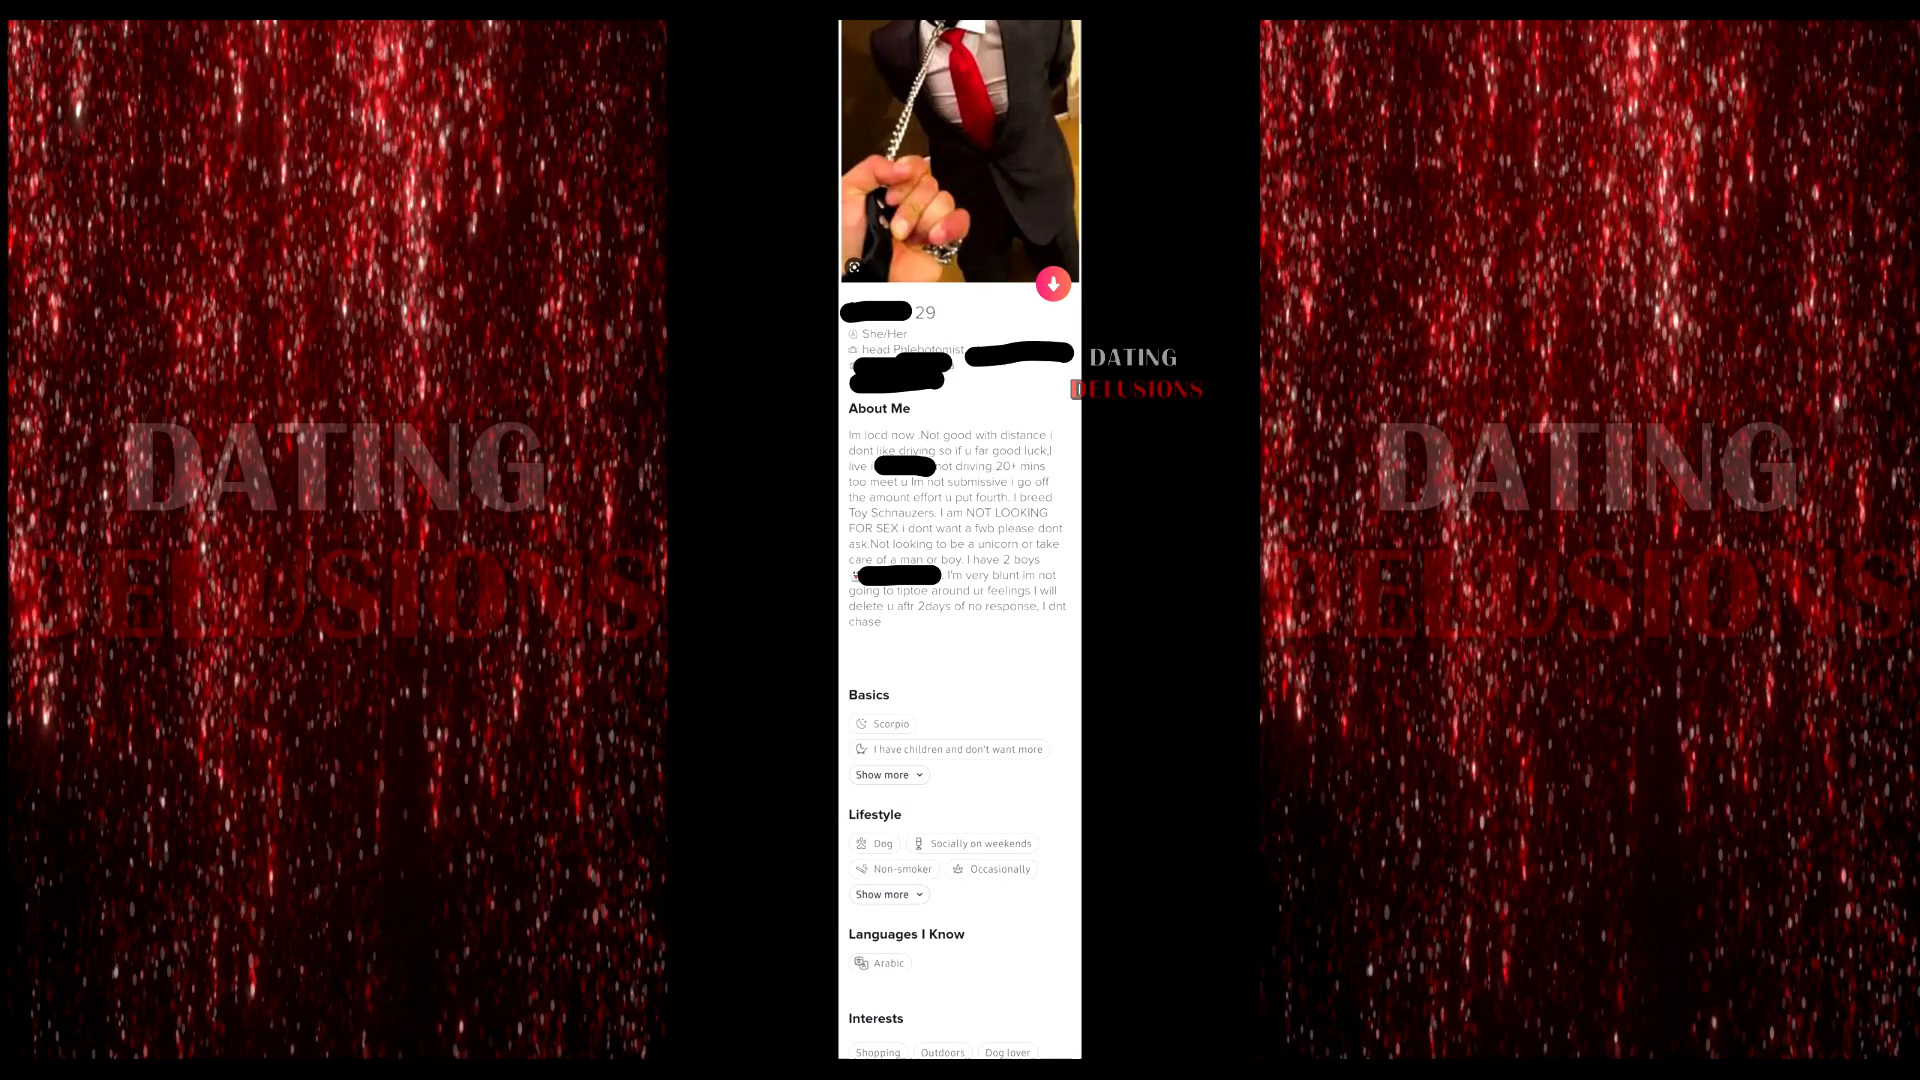 29
She/Her
head Phlebotomist
DATING
DELUSIONS
About Me
Im locd now .Not good with distance i
dont like driving so if u far good luck,I
live not driving 20+ mins
too meet u Im not submissive i go off
the amount effort u put fourth. I breed
Toy Schnauzers. I am NOT LOOKING
FOR SEX i dont want a fwb please dont
ask.Not looking to be a unicorn or take
care of a man or boy. I have 2 boys
. I'm very blunt im not
going to tiptoe around ur feelings I will
delete u aftr 2days of no response, I dnt
chase
Basics
Scorpio
I have children and don't want more
Show more
Lifestyle
Dog Socially on weekends
Non-smoker Occasionally
Show more
Languages I Know
Arabic
Interests
Shopping Outdoors Dog lover
DATING
DELUSIONS
DATING
DELUSIONS